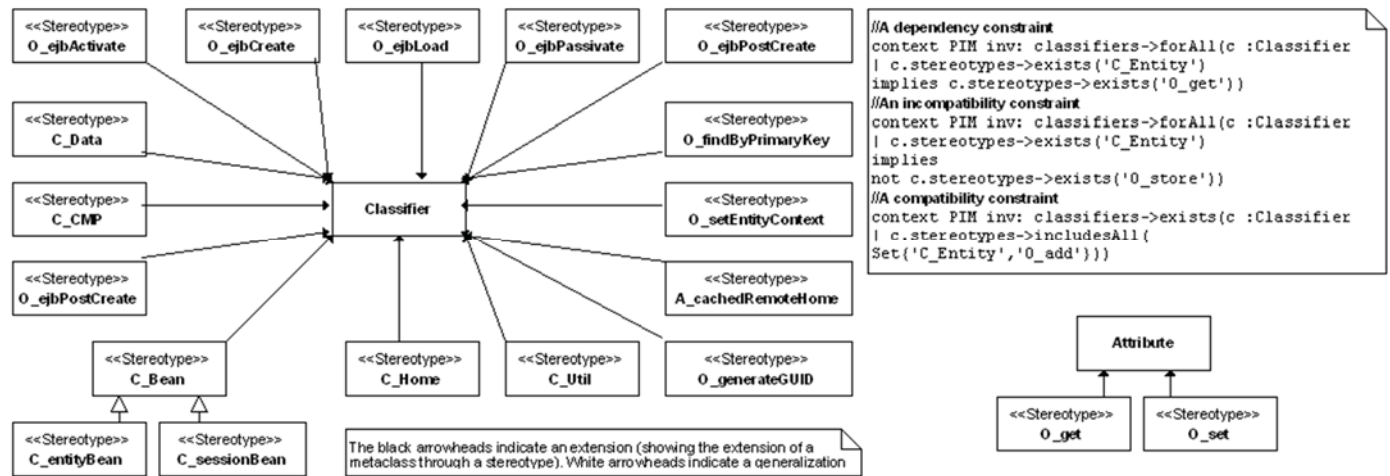 <<Stereotype>>
O_ejbActivate
<<Stereotype>>
O_ejbCreate
<<Stereotype>>
O_ejbLoad
<<Stereotype>>
O_ejbPassivate
<<Stereotype>>
O_ejbPostCreate
<<Stereotype>>
C_Data
<<Stereotype>>
O_findByPrimaryKey
<<Stereotype>>
C_CMP
Classifier
<<Stereotype>>
O_setEntityContext
<<Stereotype>>
O_ejbPostCreate
<<Stereotype>>
A_cachedRemoteHome
<<Stereotype>>
C_Bean
<<Stereotype>>
C_Home
<<Stereotype>>
C_Util
<<Stereotype>>
O_generateGUID
<<Stereotype>>
C_entityBean
<<Stereotype>>
C_sessionBean
The black arrowheads indicate an extension (showing the extension of a
metaclass through a stereotype). White arrowheads indicate a generalization
//A dependency constraint
context PIM inv: classifiers->forAll(c :Classifier
| c.stereotypes->exists('C_Entity')
implies c.stereotypes->exists('O_get'))
//An incompatibility constraint
context PIM inv: classifiers->forAll(c :Classifier
| c.stereotypes->exists('C_Entity')
implies
not c.stereotypes->exists('O_store'))
//A compatibility constraint
context PIM inv: classifiers->exists(c :Classifier
| c.stereotypes->includesAll(
Set{'C_Entity','O_add'}))
Attribute
<<Stereotype>>
O_get
<<Stereotype>>
O_set